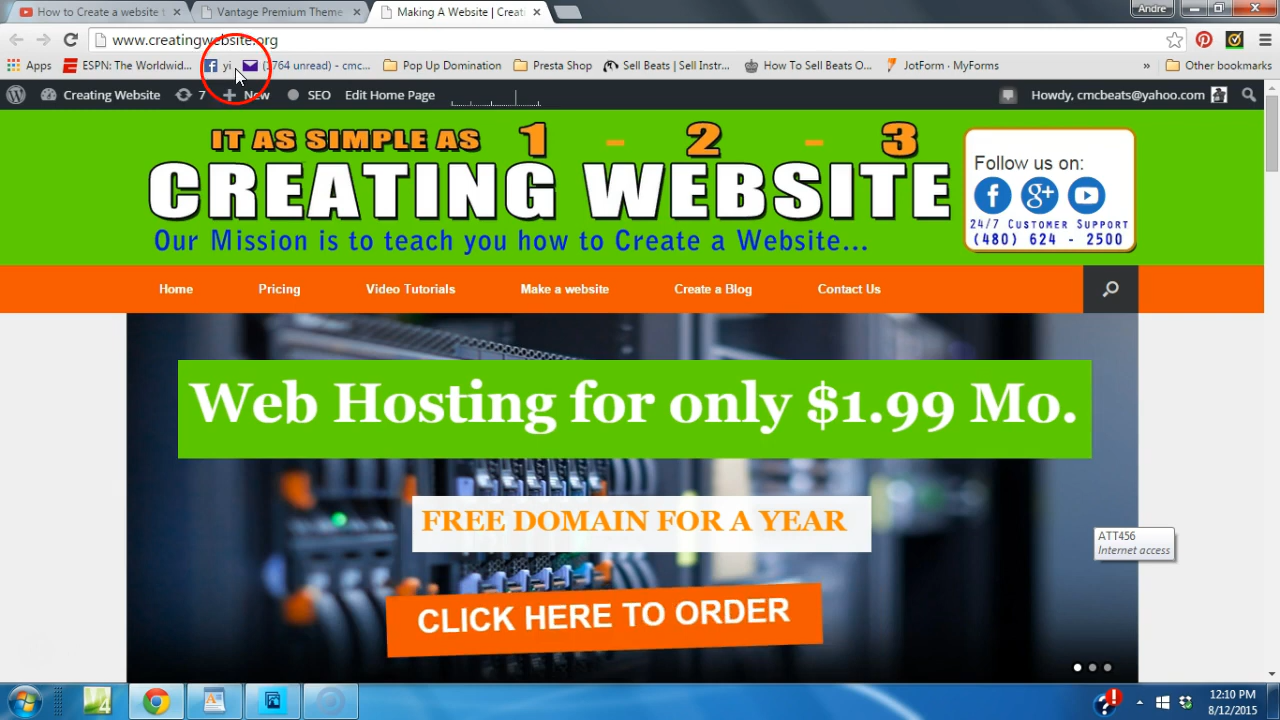 How to Create a website t
Vantage Premium Theme
Making A Website | Creati
Andre
www.creatingwebsite.org
Apps
ESPN: The Worldwid...
yi
(3764 unread) - cmc...
Pop Up Domination
Presta Shop
Sell Beats | Sell Instr...
How To Sell Beats O...
JotForm · MyForms
»
Other bookmarks
Creating Website
7
New
SEO
Edit Home Page
Howdy, cmcbeats@yahoo.com
IT AS SIMPLE AS 1 - 2 - 3
CREATING WEBSITE
Our Mission is to teach you how to Create a Website...
Follow us on:
24/7 Customer Support
(480) 624 - 2500
Home
Pricing
Video Tutorials
Make a website
Create a Blog
Contact Us
Web Hosting for only $1.99 Mo.
FREE DOMAIN FOR A YEAR
ATT456
Internet access
CLICK HERE TO ORDER
12:10 PM
8/12/2015